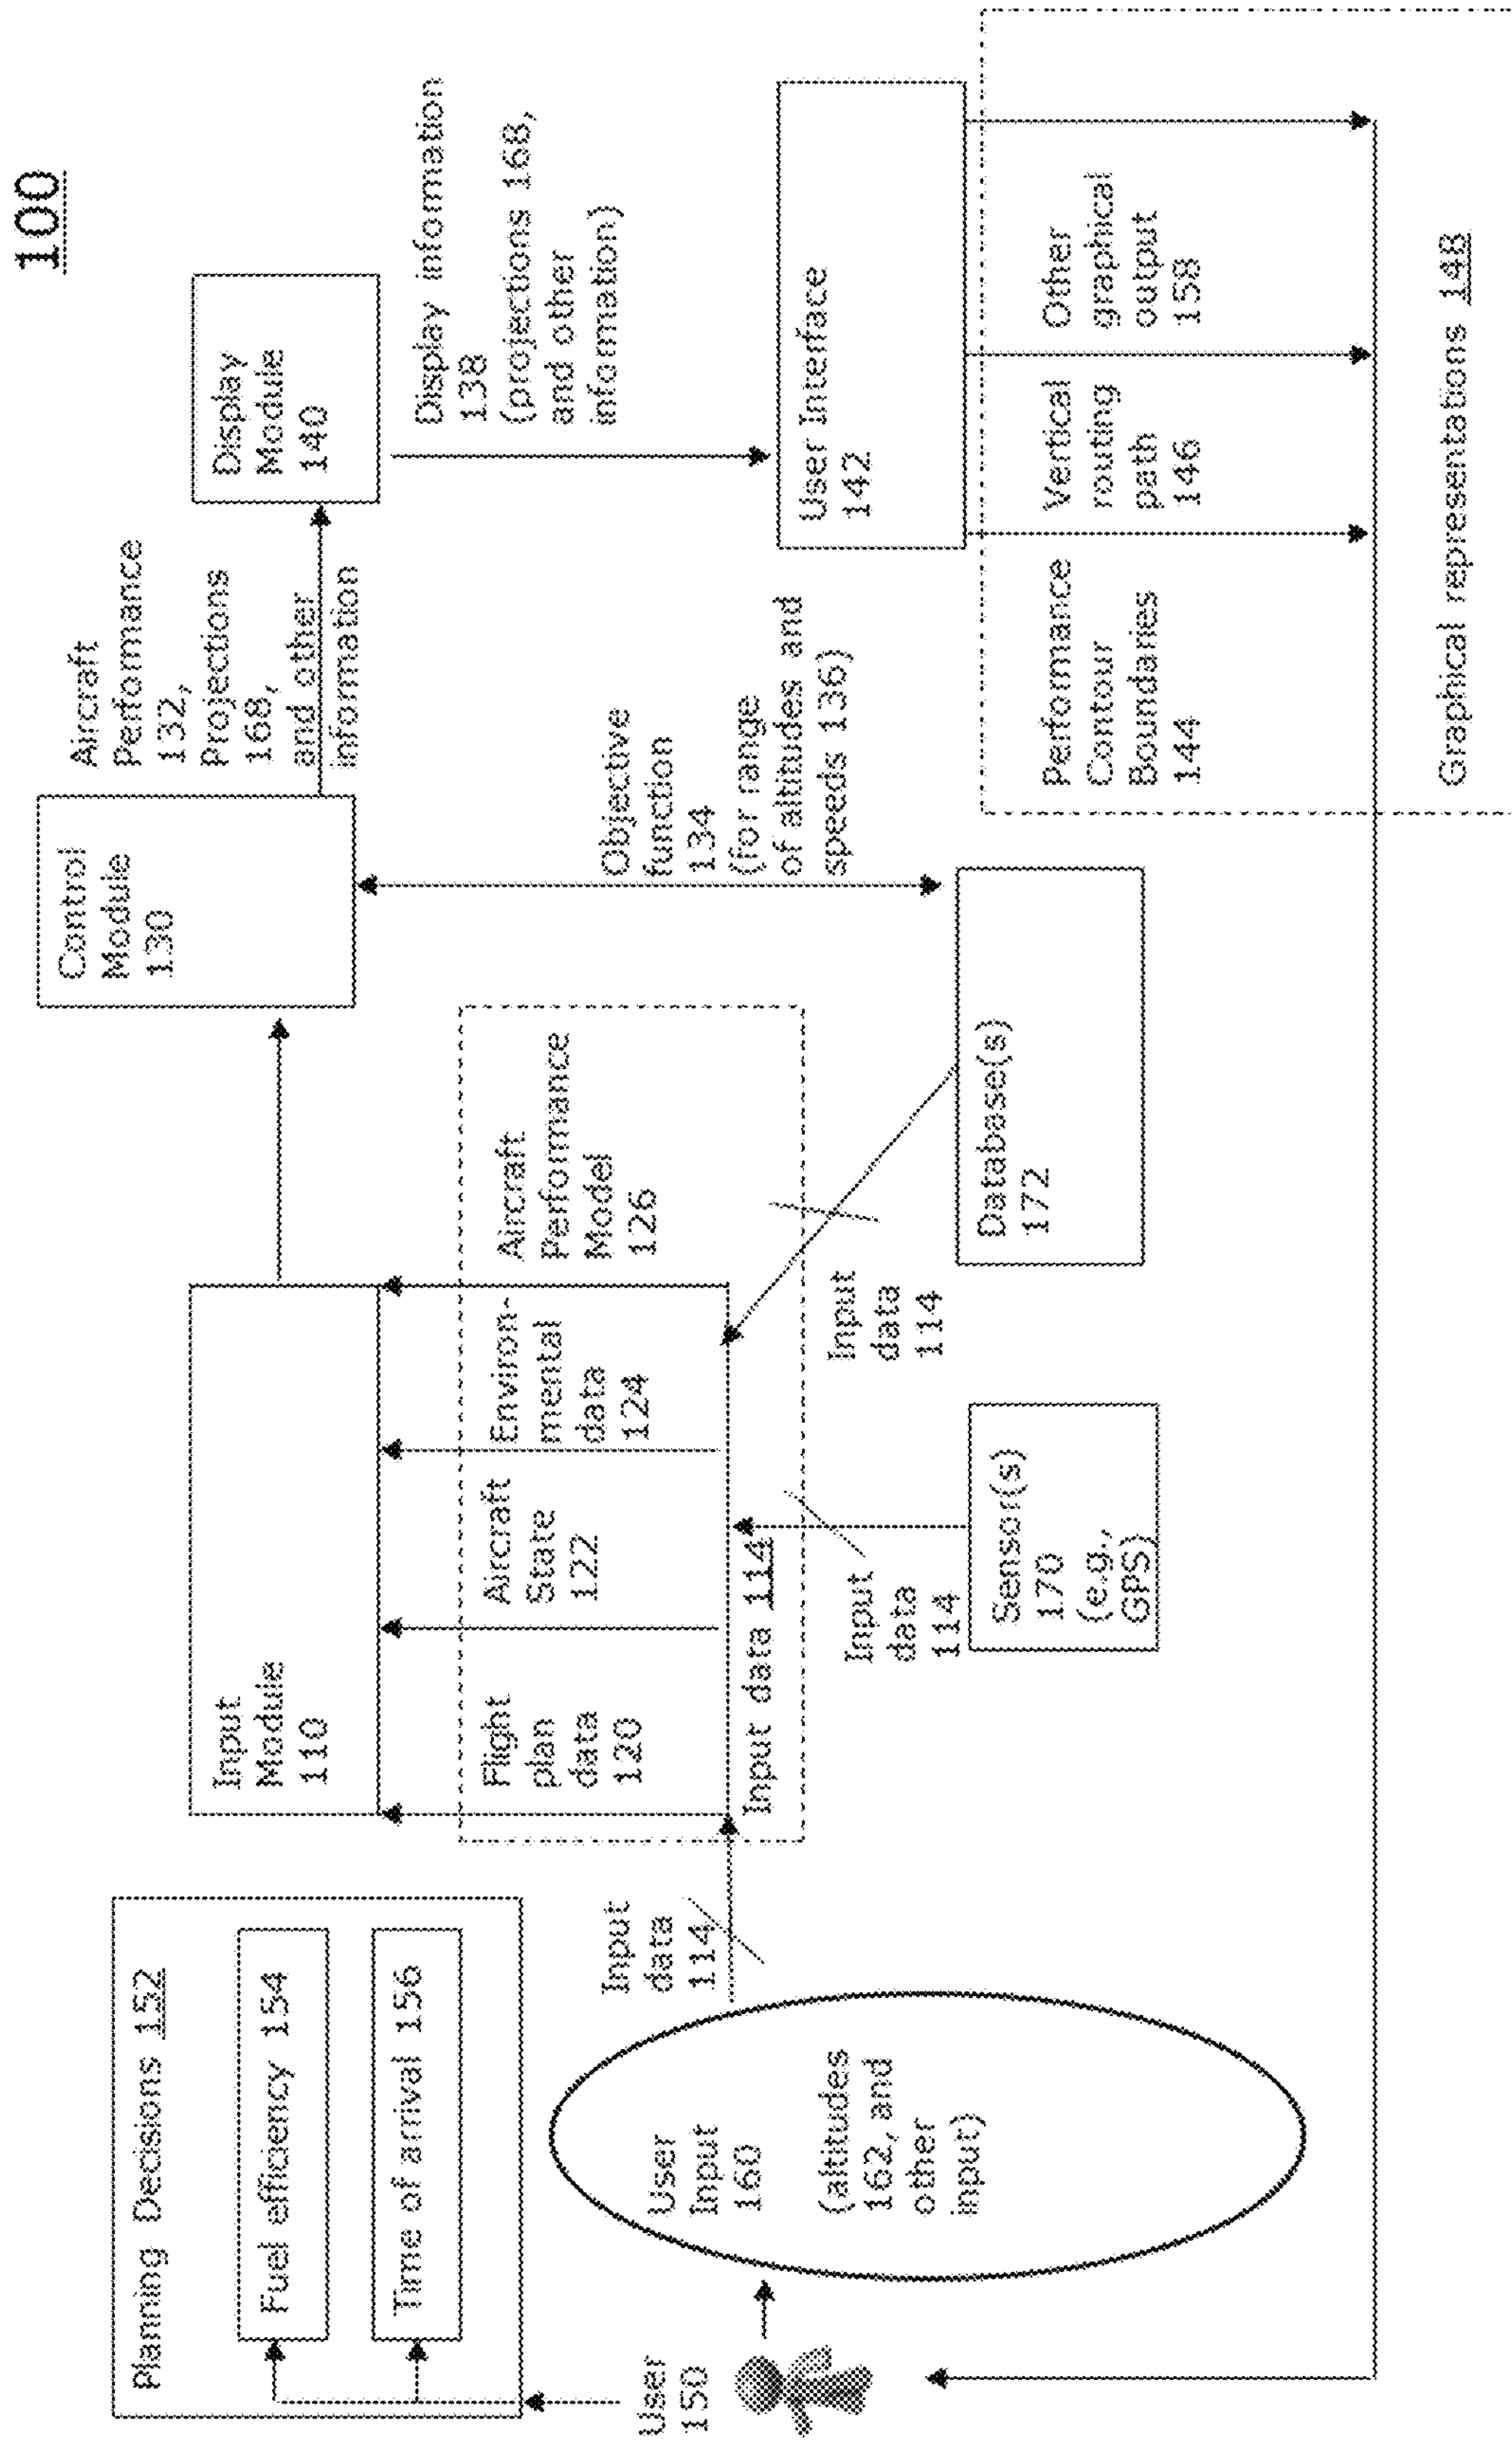 100
Planning Decisions 152
Fuel efficiency 154
Time of arrival 156
User
150
User
Input
160
(altitudes
162, and
other
input)
Input
data
114
Input
Module
110
Flight
plan
data
120
Aircraft
State
122
Environ-
mental
data
124
Aircraft
Performance
Model
126
Input data 114
Input
data
114
Sensor(s)
170
(e.g.,
GPS)
Input
data
114
Database(s)
172
Control
Module
130
Objective
function
134
(for range
of altitudes and
speeds 136)
Aircraft
Performance
132,
Projections
168,
and other
information
Display
Module
140
Display information
138
(projections 168,
and other
information)
User Interface
142
Performance
Contour
Boundaries
144
Vertical
routing
path
146
Other
graphical
output
158
Graphical representations 148